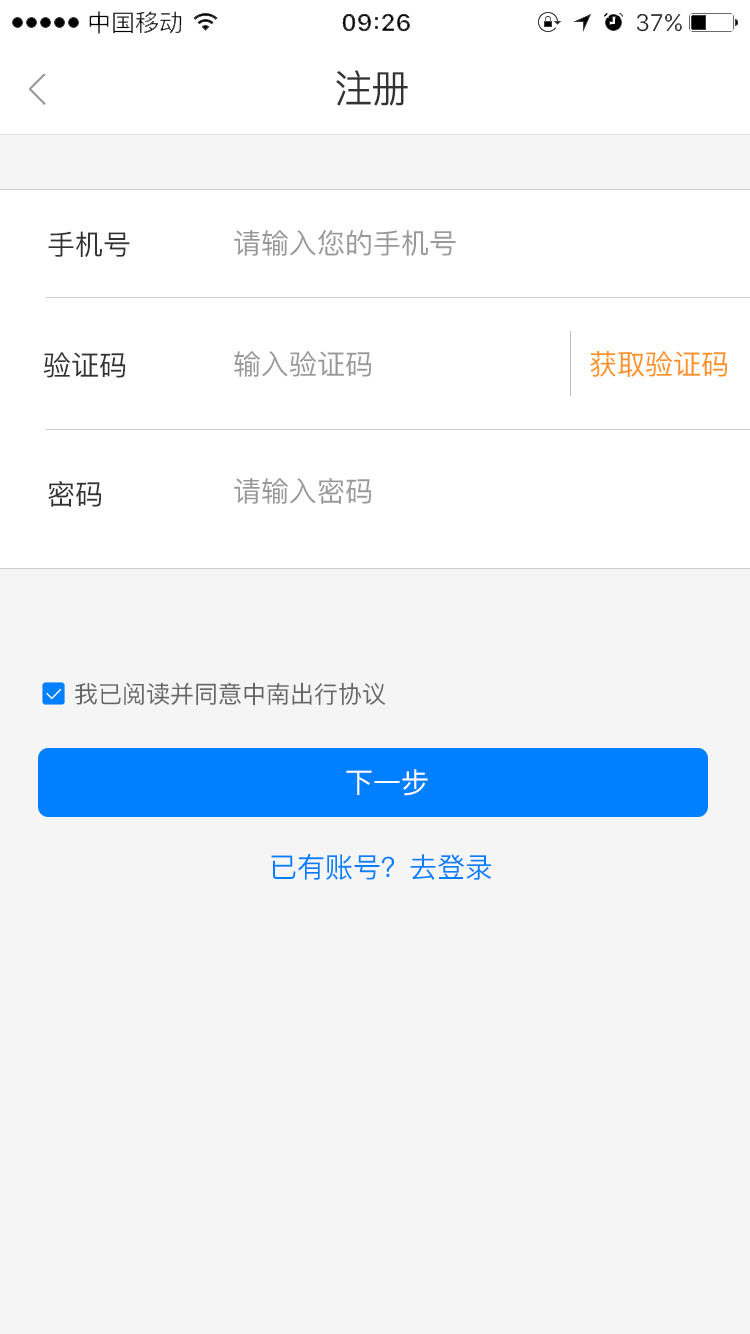 中国移动 09:26 37%
注册
手机号 请输入您的手机号
验证码 输入验证码 获取验证码
密码 请输入密码
我已阅读并同意中南出行协议
下一步
已有账号？去登录